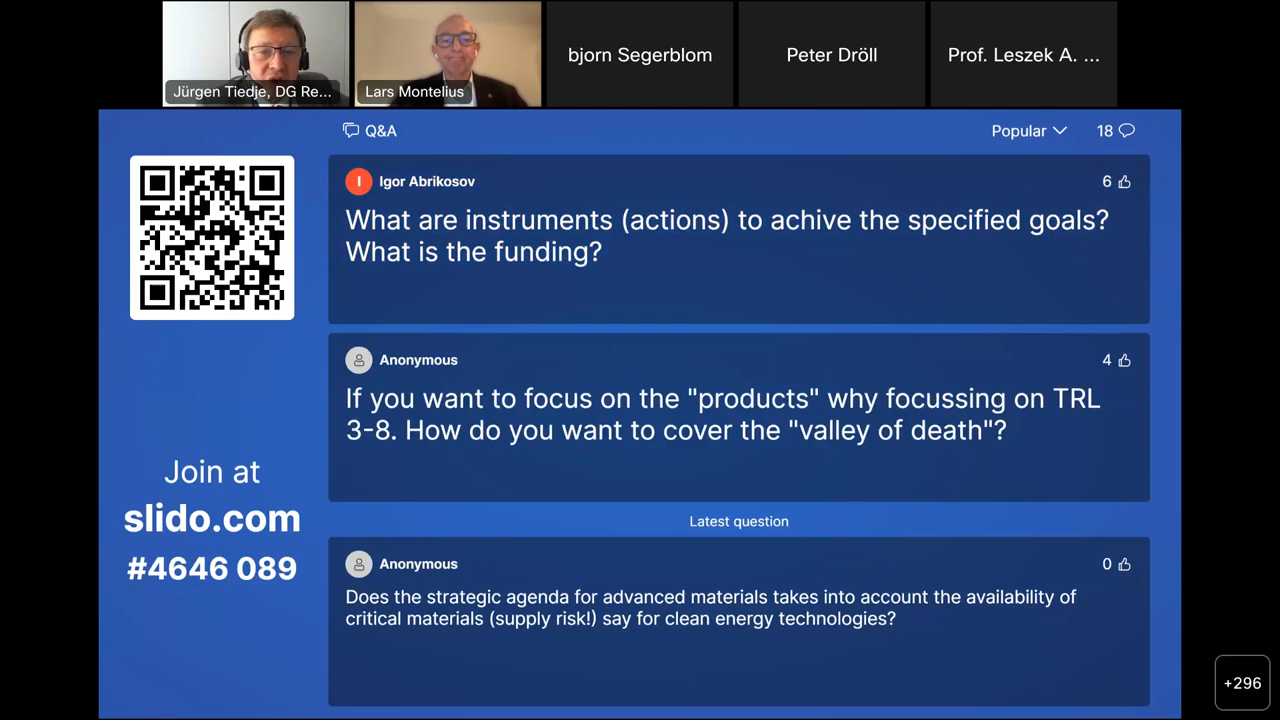 Jürgen Tiedje, DG Re...
Lars Montelius
bjorn Segerblom
Peter Dröll
Prof. Leszek A. ...
Q&A
Popular
18
I
Igor Abrikosov
6
What are instruments (actions) to achive the specified goals?
What is the funding?
Anonymous
4
If you want to focus on the "products" why focussing on TRL
3-8. How do you want to cover the "valley of death"?
Join at
slido.com
#4646 089
Latest question
Anonymous
0
Does the strategic agenda for advanced materials takes into account the availability of
critical materials (supply risk!) say for clean energy technologies?
+296